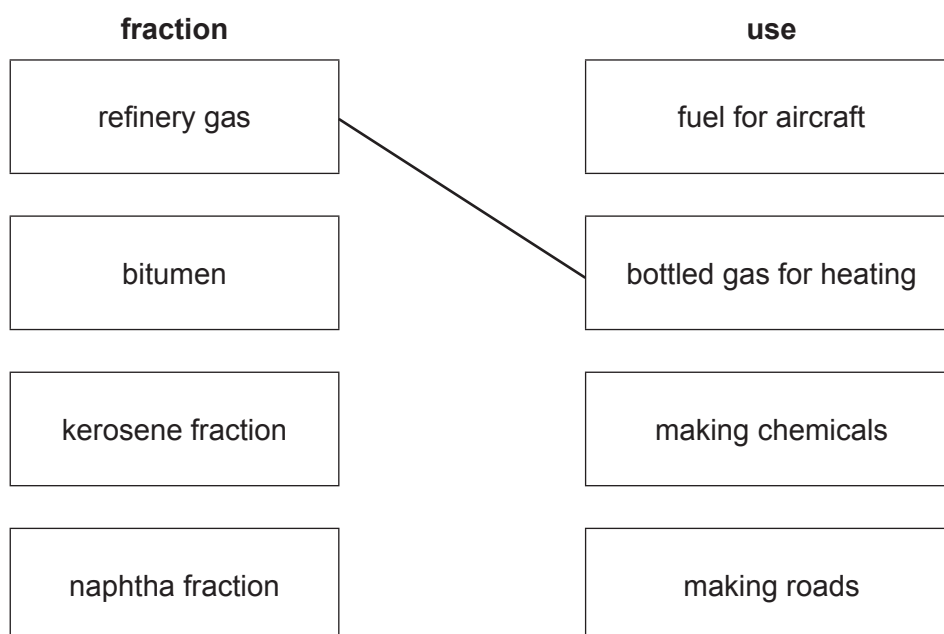 fraction use
refinery gas fuel for aircraft
bitumen bottled gas for heating
kerosene fraction making chemicals
naphtha fraction making roads